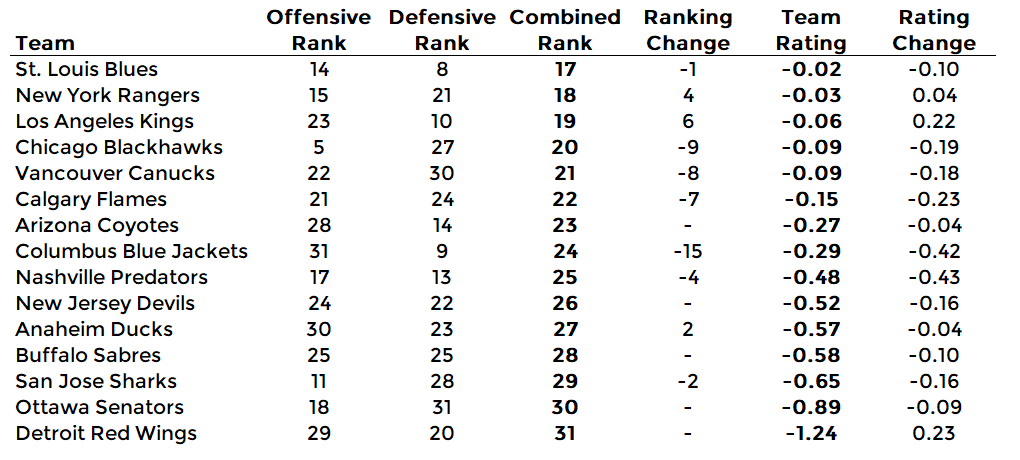 Offensive Defensive Combined Ranking Team Rating
Team Rank Rank Rank Change Rating Change
St. Louis Blues 14 8 17 -1 -0.02 -0.10
New York Rangers 15 21 18 4 -0.03 0.04
Los Angeles Kings 23 10 19 6 -0.06 0.22
Chicago Blackhawks 5 27 20 -9 -0.09 -0.19
Vancouver Canucks 22 30 21 -8 -0.09 -0.18
Calgary Flames 21 24 22 -7 -0.15 -0.23
Arizona Coyotes 28 14 23 - -0.27 -0.04
Columbus Blue Jackets 31 9 24 -15 -0.29 -0.42
Nashville Predators 17 13 25 -4 -0.48 -0.43
New Jersey Devils 24 22 26 - -0.52 -0.16
Anaheim Ducks 30 23 27 2 -0.57 -0.04
Buffalo Sabres 25 25 28 - -0.58 -0.10
San Jose Sharks 11 28 29 -2 -0.65 -0.16
Ottawa Senators 18 31 30 - -0.89 -0.09
Detroit Red Wings 29 20 31 - -1.24 0.23